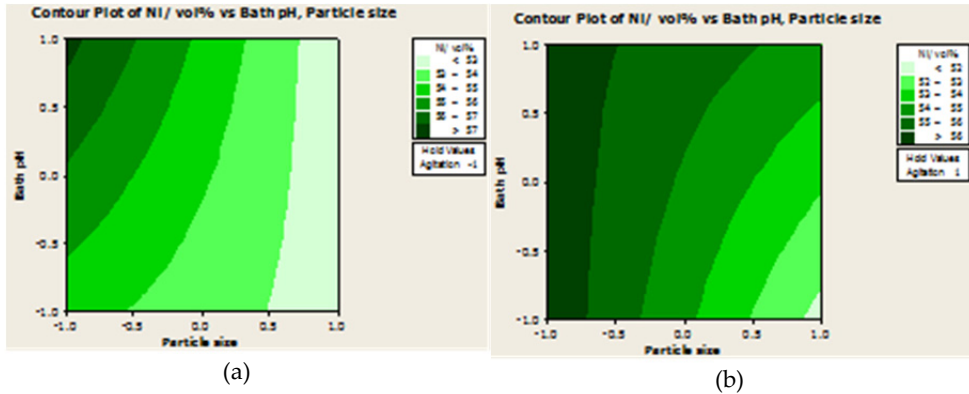 Contour Plot of Ni/ vol% vs Bath pH, Particle size
1.0
0.5
0.0
-0.5
-1.0
Bath pH
-1.0 -0.5 0.0 0.5 1.0
Particle size
Ni/ vol%
< 53
53 - 54
54 - 55
55 - 56
56 - 57
> 57
Hold Values
Agitation -1
(a)
Contour Plot of Ni/ vol% vs Bath pH, Particle size
1.0
0.5
0.0
-0.5
-1.0
Bath pH
-1.0 -0.5 0.0 0.5 1.0
Particle size
Ni/ vol%
< 52
52 - 53
53 - 54
54 - 55
55 - 56
> 56
Hold Values
Agitation 1
(b)